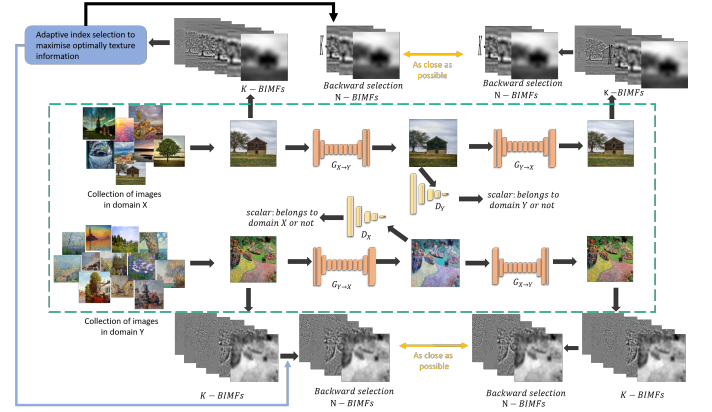 Adaptive index selection to
maximise optimally texture
information
K − BIMFs
Backward selection
N − BIMFs
As close as
possible
Backward selection
N − BIMFs
K − BIMFs
Collection of images
in domain X
G_{X→Y}
G_{Y→X}
D_Y
scalar: belongs to
domain Y or not
scalar: belongs to
domain X or not
D_X
Collection of images
in domain Y
G_{Y→X}
G_{X→Y}
K − BIMFs
Backward selection
N − BIMFs
As close as
possible
Backward selection
N − BIMFs
K − BIMFs